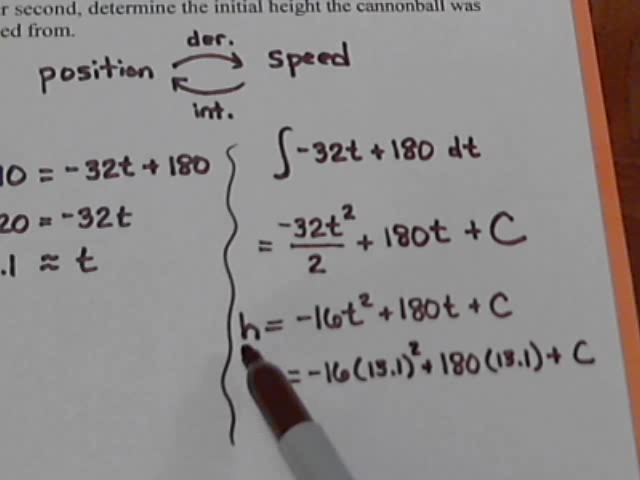 r second, determine the initial height the cannonball was
ed from.
der.
position speed
int.
10 = -32t + 180
20 = -32t
.1 ≈ t
∫ -32t + 180 dt
= -32t²/2 + 180t + C
h = -16t² + 180t + C
= -16(13.1)² + 180(13.1) + C